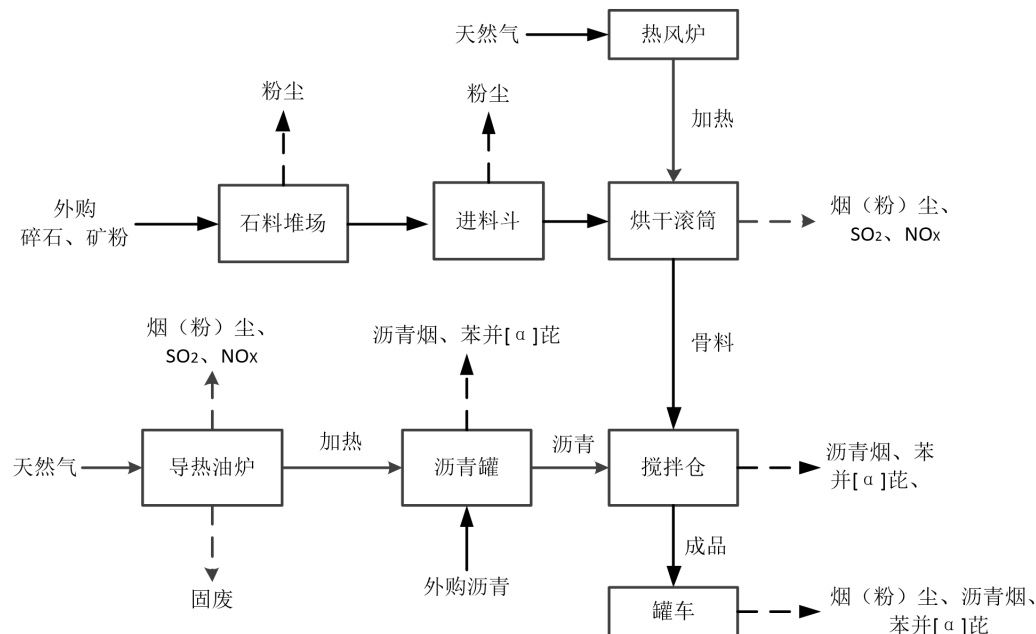 天然气
热风炉
粉尘
粉尘
加热
外购
碎石、矿粉
石料堆场
进料斗
烘干滚筒
烟（粉）尘、
SO2、NOx
烟（粉）尘、
SO2、NOx
沥青烟、苯并[α]芘
骨料
天然气
导热油炉
加热
沥青罐
沥青
搅拌仓
沥青烟、苯
并[α]芘、
固废
外购沥青
成品
罐车
烟（粉）尘、沥青烟、
苯并[α]芘